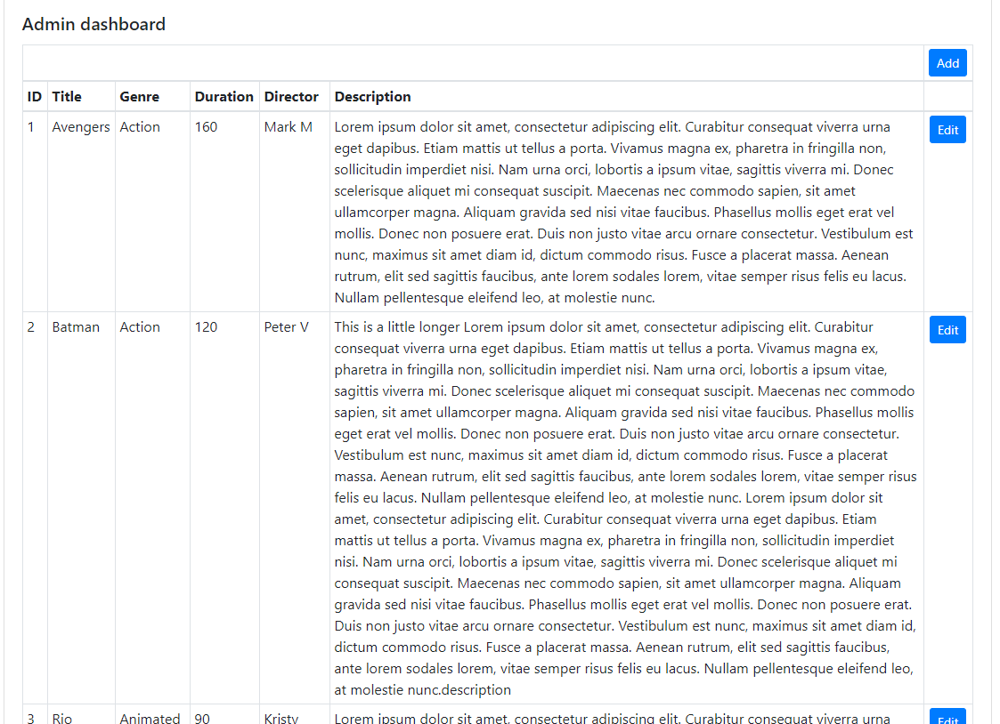 Admin dashboard
Add
ID Title Genre Duration Director Description
1 Avengers Action 160 Mark M Lorem ipsum dolor sit amet, consectetur adipiscing elit. Curabitur consequat viverra urna Edit
eget dapibus. Etiam mattis ut tellus a porta. Vivamus magna ex, pharetra in fringilla non,
sollicitudin imperdiet nisi. Nam urna orci, lobortis a ipsum vitae, sagittis viverra mi. Donec
scelerisque aliquet mi consequat suscipit. Maecenas nec commodo sapien, sit amet
ullamcorper magna. Aliquam gravida sed nisi vitae faucibus. Phasellus mollis eget erat vel
mollis. Donec non posuere erat. Duis non justo vitae arcu ornare consectetur. Vestibulum est
nunc, maximus sit amet diam id, dictum commodo risus. Fusce a placerat massa. Aenean
rutrum, elit sed sagittis faucibus, ante lorem sodales lorem, vitae semper risus felis eu lacus.
Nullam pellentesque eleifend leo, at molestie nunc.
2 Batman Action 120 Peter V This is a little longer Lorem ipsum dolor sit amet, consectetur adipiscing elit. Curabitur Edit
consequat viverra urna eget dapibus. Etiam mattis ut tellus a porta. Vivamus magna ex,
pharetra in fringilla non, sollicitudin imperdiet nisi. Nam urna orci, lobortis a ipsum vitae,
sagittis viverra mi. Donec scelerisque aliquet mi consequat suscipit. Maecenas nec commodo
sapien, sit amet ullamcorper magna. Aliquam gravida sed nisi vitae faucibus. Phasellus mollis
eget erat vel mollis. Donec non posuere erat. Duis non justo vitae arcu ornare consectetur.
Vestibulum est nunc, maximus sit amet diam id, dictum commodo risus. Fusce a placerat
massa. Aenean rutrum, elit sed sagittis faucibus, ante lorem sodales lorem, vitae semper risus
felis eu lacus. Nullam pellentesque eleifend leo, at molestie nunc. Lorem ipsum dolor sit
amet, consectetur adipiscing elit. Curabitur consequat viverra urna eget dapibus. Etiam
mattis ut tellus a porta. Vivamus magna ex, pharetra in fringilla non, sollicitudin imperdiet
nisi. Nam urna orci, lobortis a ipsum vitae, sagittis viverra mi. Donec scelerisque aliquet mi
consequat suscipit. Maecenas nec commodo sapien, sit amet ullamcorper magna. Aliquam
gravida sed nisi vitae faucibus. Phasellus mollis eget erat vel mollis. Donec non posuere erat.
Duis non justo vitae arcu ornare consectetur. Vestibulum est nunc, maximus sit amet diam id,
dictum commodo risus. Fusce a placerat massa. Aenean rutrum, elit sed sagittis faucibus,
ante lorem sodales lorem, vitae semper risus felis eu lacus. Nullam pellentesque eleifend leo,
at molestie nunc.description
3 Rio Animated 90 Kristy Lorem ipsum dolor sit amet, consectetur adipiscing elit. Curabitur consequat viverra urna Edit